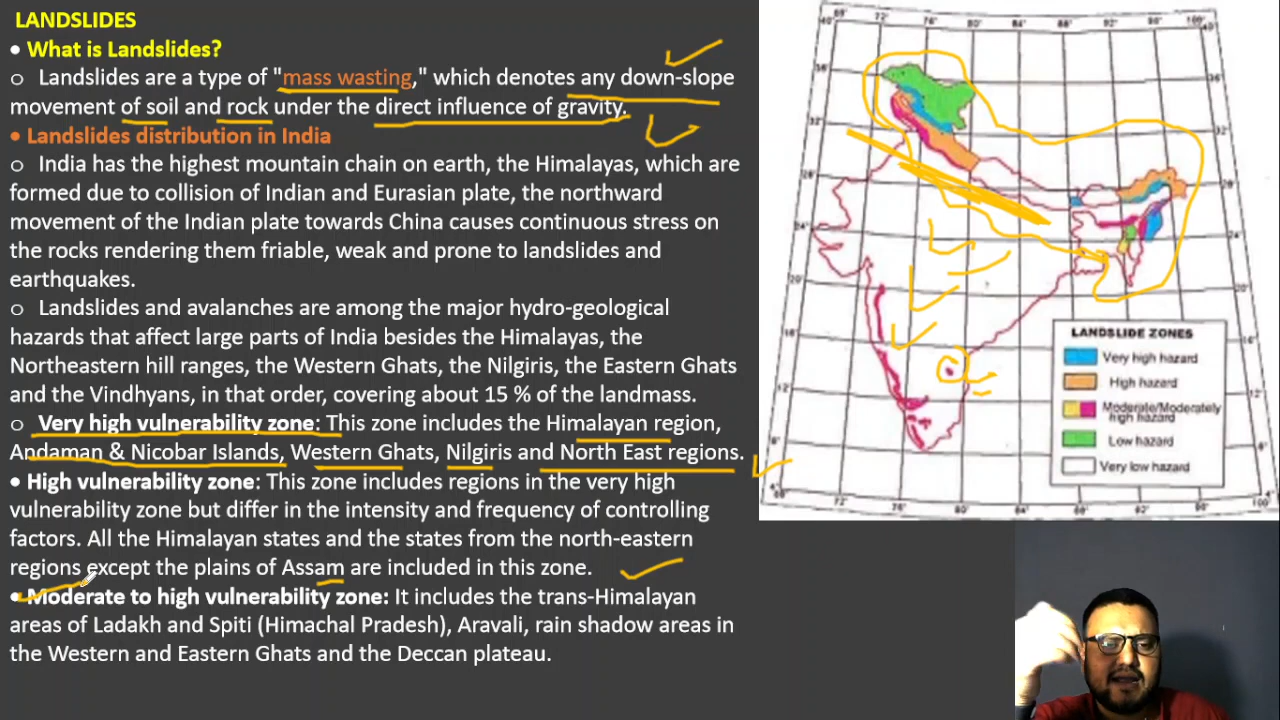 LANDSLIDES
• What is Landslides?
o Landslides are a type of "mass wasting," which denotes any down-slope
movement of soil and rock under the direct influence of gravity.
• Landslides distribution in India
o India has the highest mountain chain on earth, the Himalayas, which are
formed due to collision of Indian and Eurasian plate, the northward
movement of the Indian plate towards China causes continuous stress on
the rocks rendering them friable, weak and prone to landslides and
earthquakes.
o Landslides and avalanches are among the major hydro-geological
hazards that affect large parts of India besides the Himalayas, the
Northeastern hill ranges, the Western Ghats, the Nilgiris, the Eastern Ghats
and the Vindhyans, in that order, covering about 15 % of the landmass.
o Very high vulnerability zone: This zone includes the Himalayan region,
Andaman & Nicobar Islands, Western Ghats, Nilgiris and North East regions.
• High vulnerability zone: This zone includes regions in the very high
vulnerability zone but differ in the intensity and frequency of controlling
factors. All the Himalayan states and the states from the north-eastern
regions except the plains of Assam are included in this zone.
• Moderate to high vulnerability zone: It includes the trans-Himalayan
areas of Ladakh and Spiti (Himachal Pradesh), Aravali, rain shadow areas in
the Western and Eastern Ghats and the Deccan plateau.
LANDSLIDE ZONES
Very high hazard
High hazard
Moderate/Moderately
high hazard
Low hazard
Very low hazard